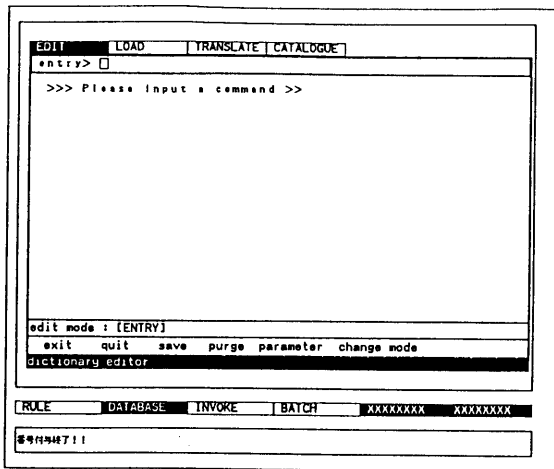 EDIT LOAD TRANSLATE CATALOGUE
entry>
>>> Please input a command >>
edit mode : [ENTRY]
exit quit save purge parameter change mode
dictionary editor
RULE DATABASE INVOKE BATCH XXXXXXXX XXXXXXXX
番号付与終了!!